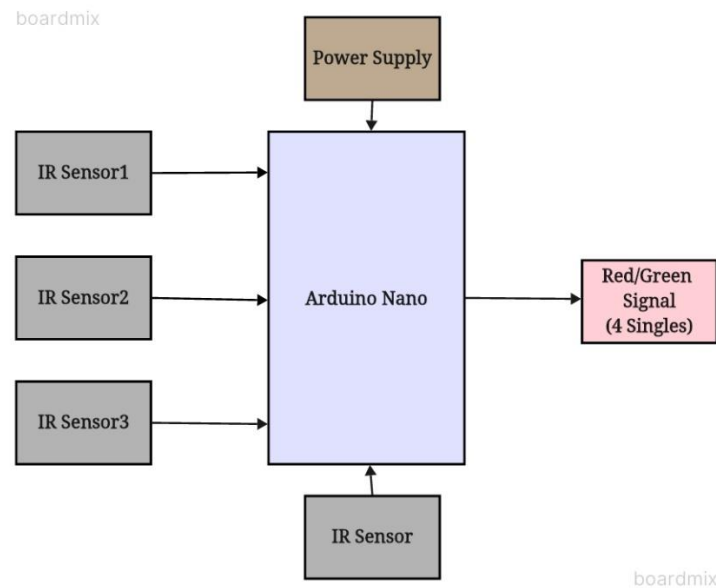 boardmix
Power Supply
IR Sensor1
IR Sensor2
Arduino Nano
Red/Green
Signal
(4 Singles)
IR Sensor3
IR Sensor
boardmix